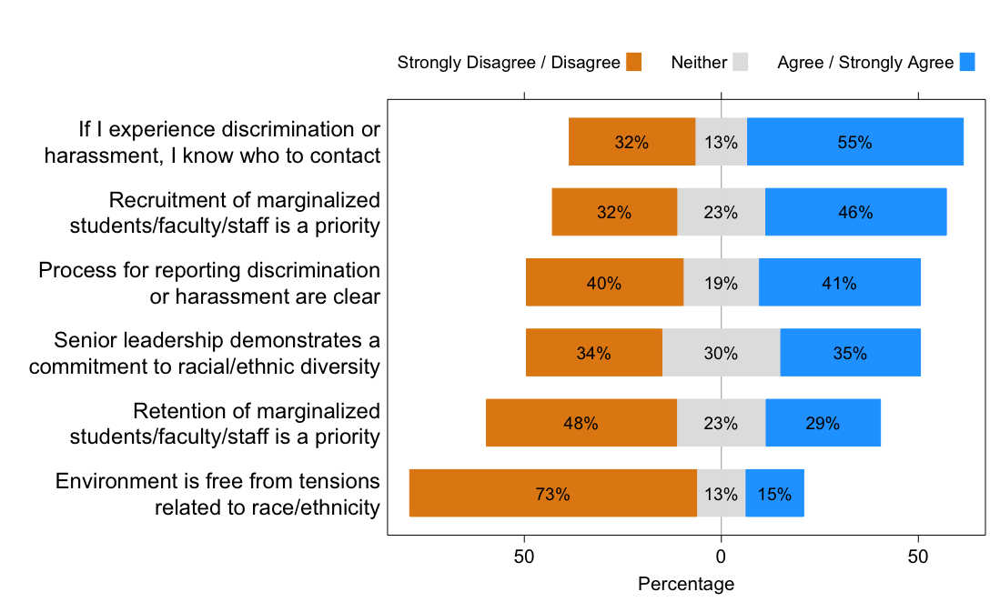 Strongly Disagree / Disagree Neither Agree / Strongly Agree
If I experience discrimination or
harassment, I know who to contact
32% 13% 55%
Recruitment of marginalized
students/faculty/staff is a priority
32% 23% 46%
Process for reporting discrimination
or harassment are clear
40% 19% 41%
Senior leadership demonstrates a
commitment to racial/ethnic diversity
34% 30% 35%
Retention of marginalized
students/faculty/staff is a priority
48% 23% 29%
Environment is free from tensions
related to race/ethnicity
73% 13% 15%
50 0 50
Percentage